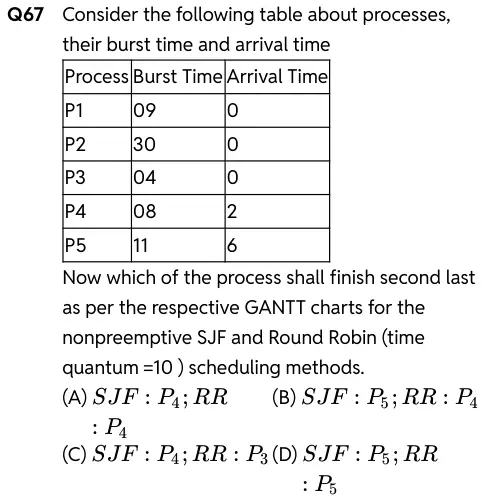 Q67 Consider the following table about processes,
their burst time and arrival time
Process Burst Time Arrival Time
P1 09 0
P2 30 0
P3 04 0
P4 08 2
P5 11 6
Now which of the process shall finish second last
as per the respective GANTT charts for the
nonpreemptive SJF and Round Robin (time
quantum =10 ) scheduling methods.
(A) SJF : P₄; RR (B) SJF : P₅; RR : P₄
: P₄
(C) SJF : P₄; RR : P₃ (D) SJF : P₅; RR
: P₅